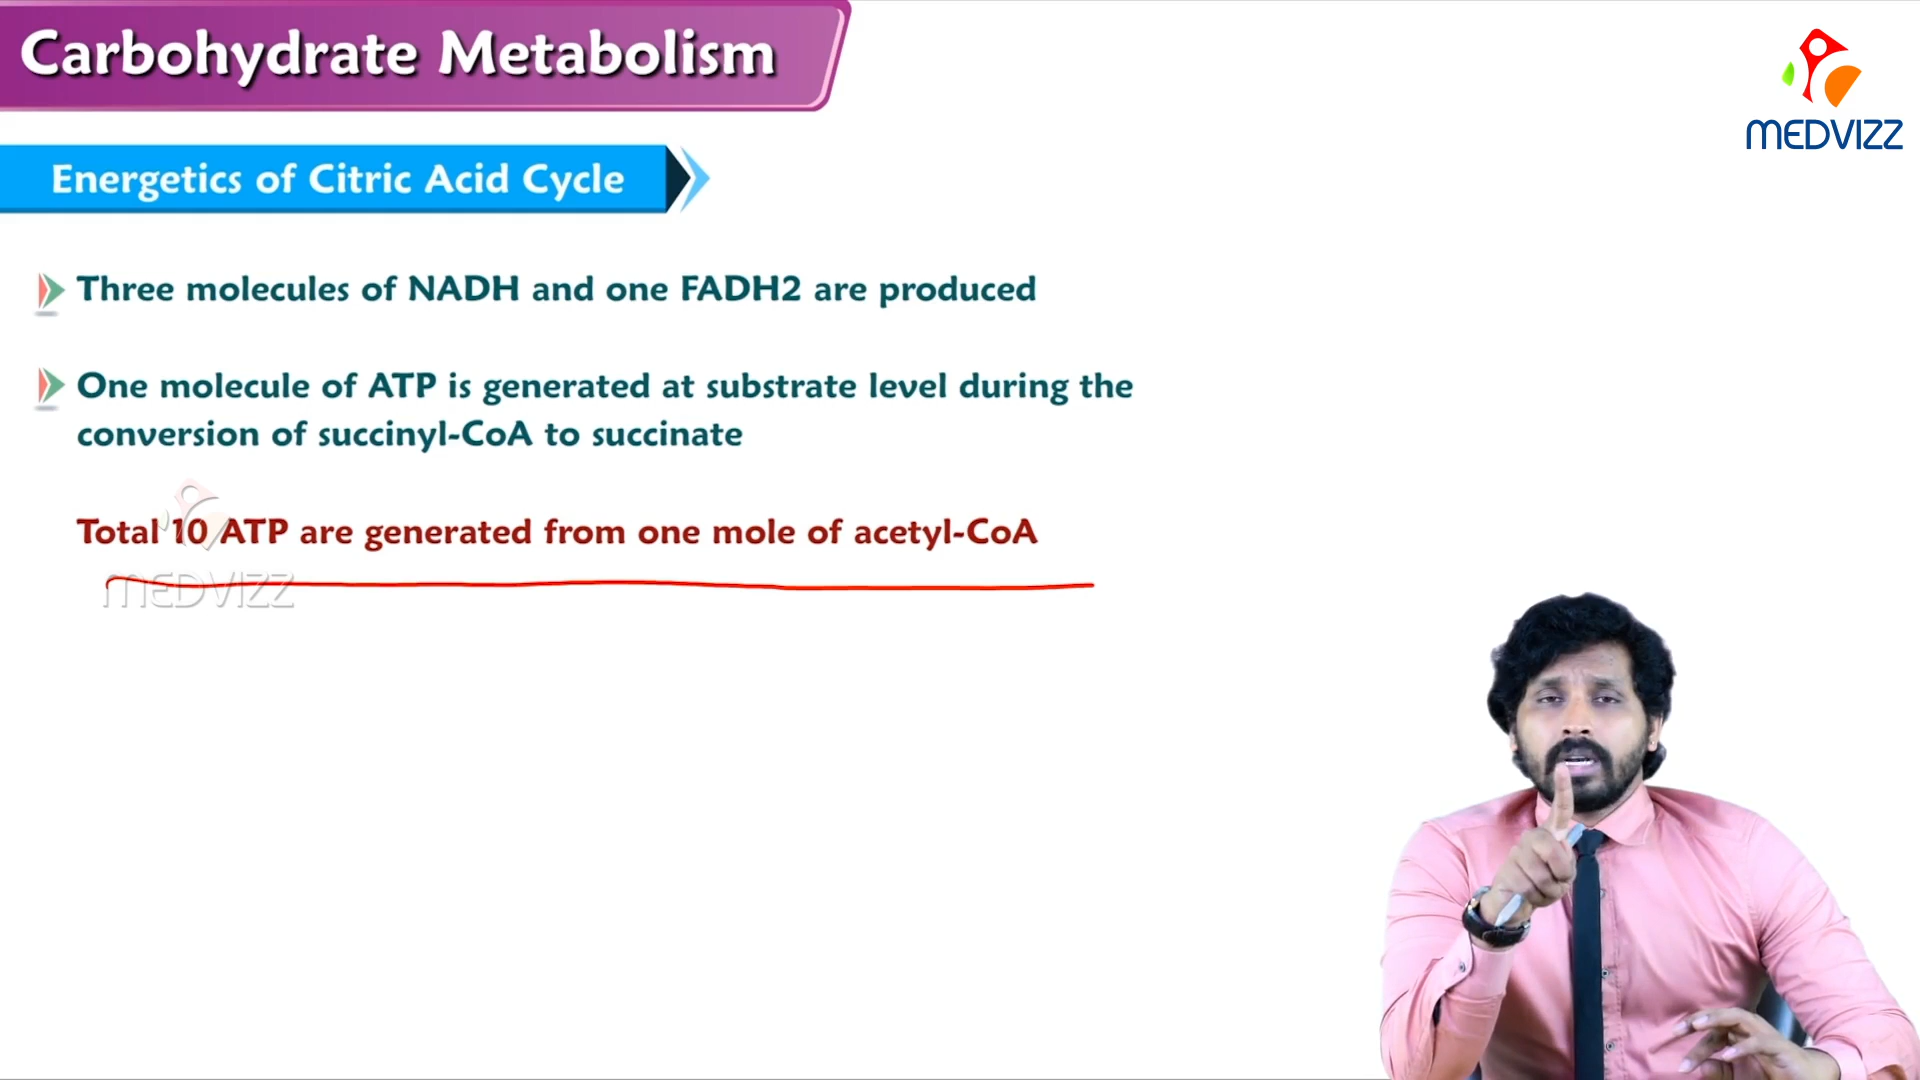 Carbohydrate Metabolism
MEDVIZZ
Energetics of Citric Acid Cycle
Three molecules of NADH and one FADH2 are produced
One molecule of ATP is generated at substrate level during the
conversion of succinyl-CoA to succinate
Total 10 ATP are generated from one mole of acetyl-CoA
MEDVIZZ